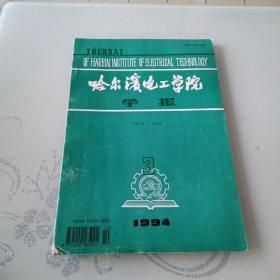 JOURNAL
OF HARBIN INSTITUTE OF ELECTRICAL TECHNOLOGY
哈尔滨电工学院
学报
3
1994